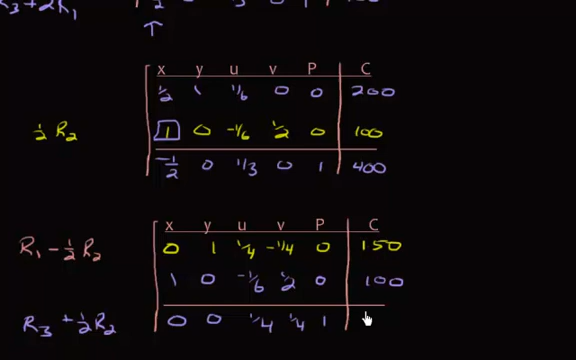 R₃+2R₁
x y u v P C
1/2 1 1/6 0 0 200
1/2 R₂ 1 0 -1/6 1/2 0 100
-1/2 0 1/3 0 1 400
x y u v P C
R₁ - 1/2 R₂ 0 1 1/4 -1/4 0 150
1 0 -1/6 1/2 0 100
R₃ + 1/2 R₂ 0 0 1/4 1/4 1